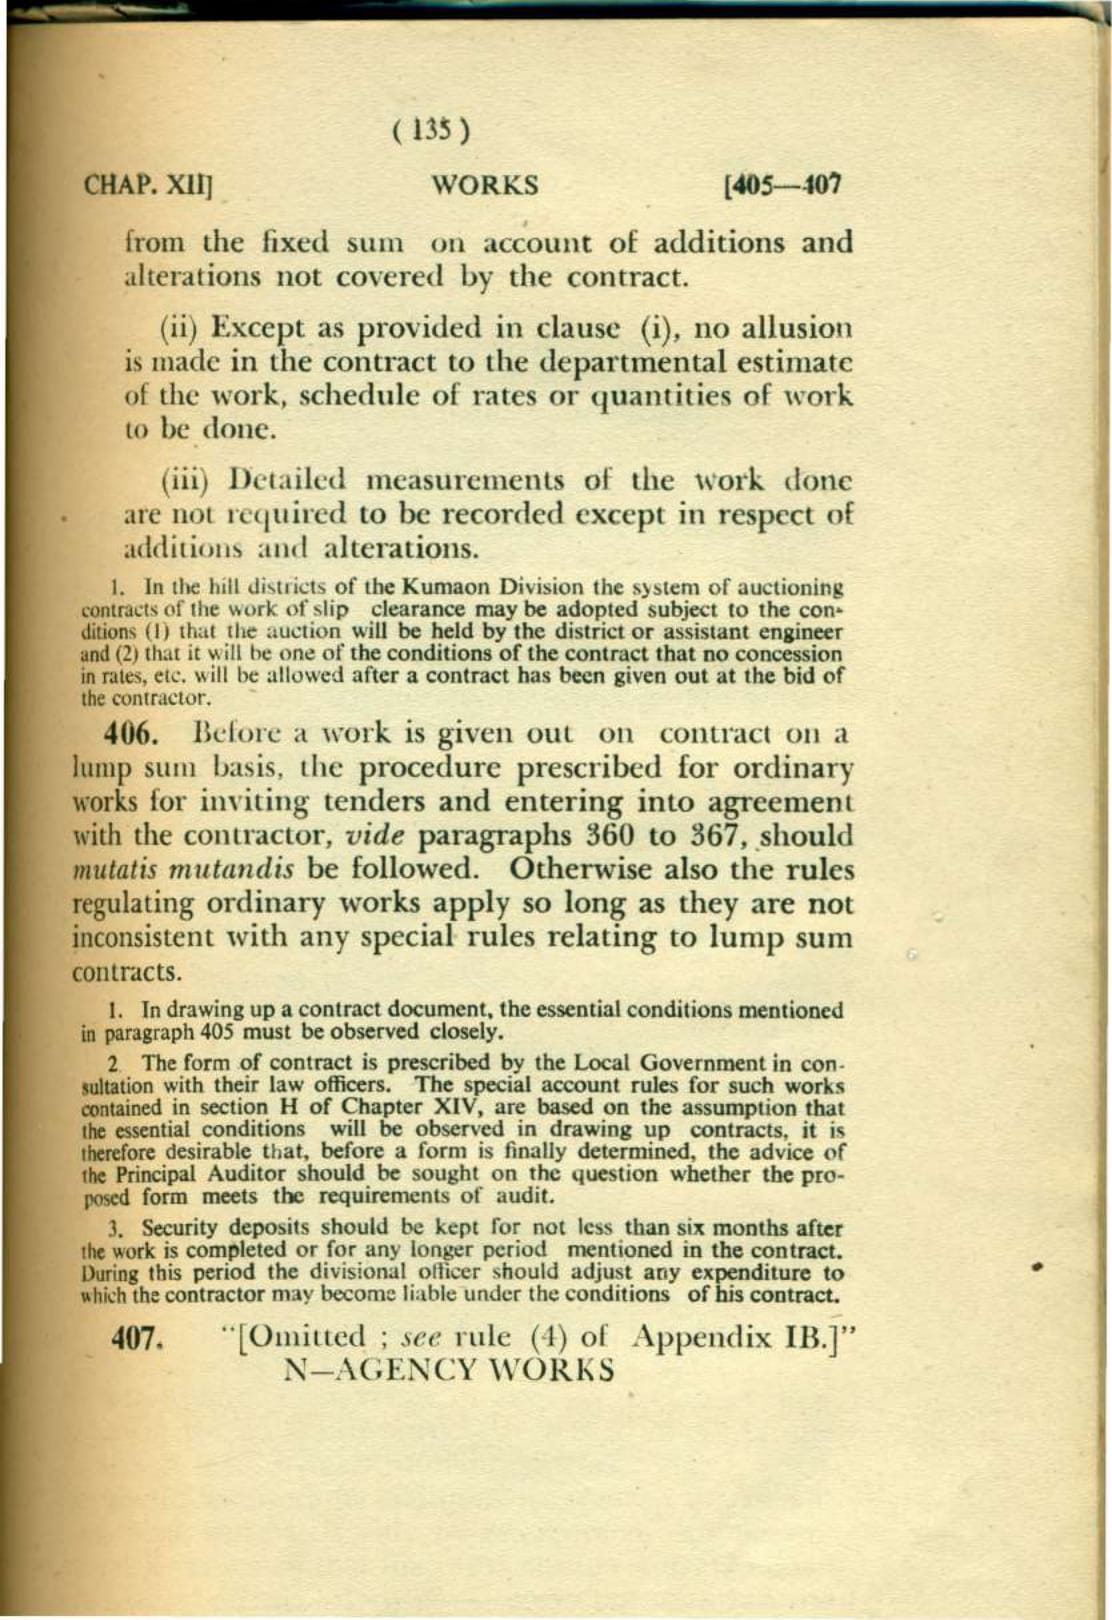 ( 135 )
CHAP. XII] WORKS [405—407
from the fixed sum on account of additions and
alterations not covered by the contract.
(ii) Except as provided in clause (i), no allusion
is made in the contract to the departmental estimate
of the work, schedule of rates or quantities of work
to be done.
(iii) Detailed measurements of the work done
are not required to be recorded except in respect of
additions and alterations.
1. In the hill districts of the Kumaon Division the system of auctioning
contracts of the work of slip clearance may be adopted subject to the con-
ditions (1) that the auction will be held by the district or assistant engineer
and (2) that it will be one of the conditions of the contract that no concession
in rates, etc. will be allowed after a contract has been given out at the bid of
the contractor.
406. Before a work is given out on contract on a
lump sum basis, the procedure prescribed for ordinary
works for inviting tenders and entering into agreement
with the contractor, vide paragraphs 360 to 367, should
mutatis mutandis be followed. Otherwise also the rules
regulating ordinary works apply so long as they are not
inconsistent with any special rules relating to lump sum
contracts.
1. In drawing up a contract document, the essential conditions mentioned
in paragraph 405 must be observed closely.
2 The form of contract is prescribed by the Local Government in con-
sultation with their law officers. The special account rules for such works
contained in section H of Chapter XIV, are based on the assumption that
the essential conditions will be observed in drawing up contracts, it is
therefore desirable that, before a form is finally determined, the advice of
the Principal Auditor should be sought on the question whether the pro-
posed form meets the requirements of audit.
3. Security deposits should be kept for not less than six months after
the work is completed or for any longer period mentioned in the contract.
During this period the divisional officer should adjust any expenditure to
which the contractor may become liable under the conditions of his contract.
407. "[Omitted ; see rule (4) of Appendix IB.]"
N—AGENCY WORKS